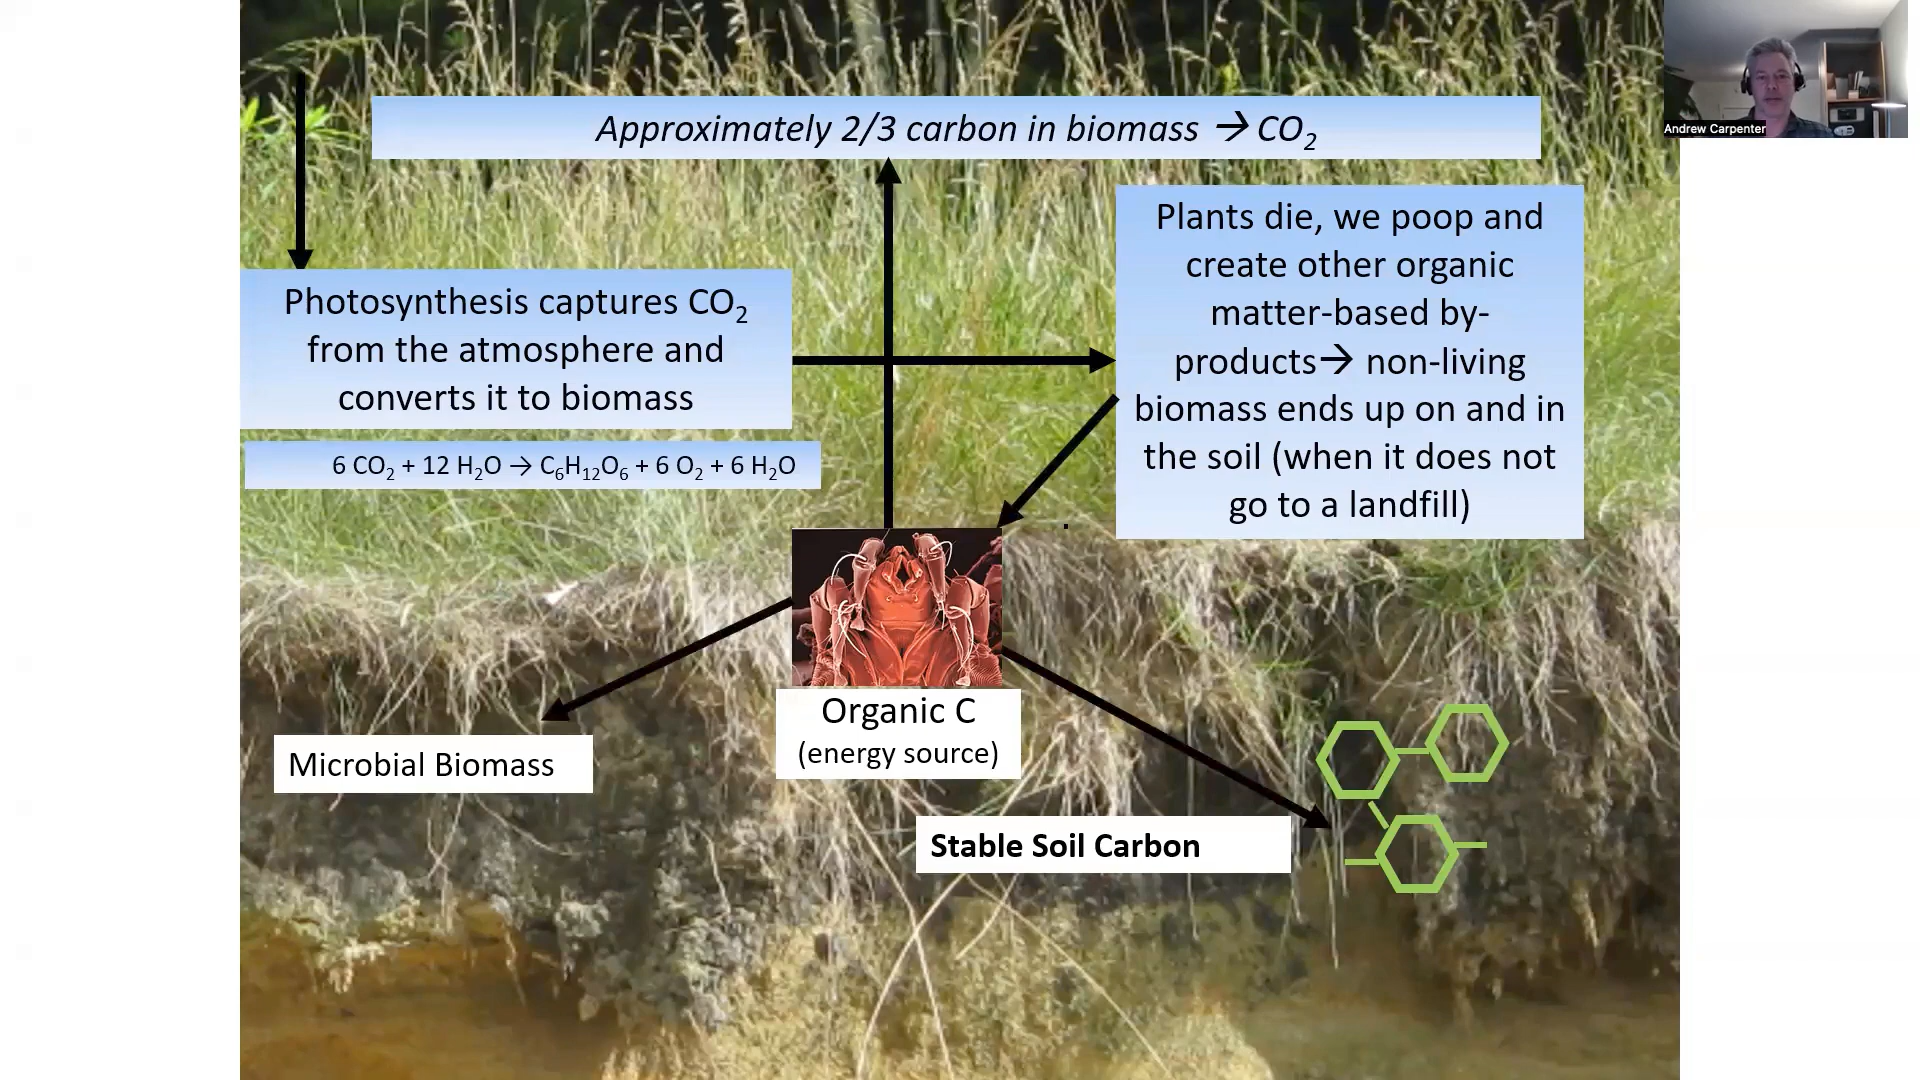 Approximately 2/3 carbon in biomass → CO₂
Andrew Carpenter
Photosynthesis captures CO₂
from the atmosphere and
converts it to biomass
6 CO₂ + 12 H₂O → C₆H₁₂O₆ + 6 O₂ + 6 H₂O
Plants die, we poop and
create other organic
matter-based by-
products→ non-living
biomass ends up on and in
the soil (when it does not
go to a landfill)
Organic C
(energy source)
Microbial Biomass
Stable Soil Carbon